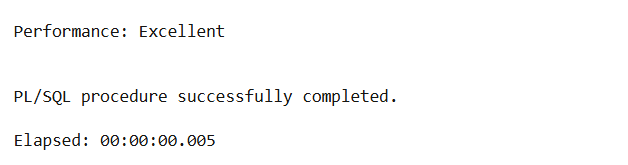 Performance: Excellent
PL/SQL procedure successfully completed.
Elapsed: 00:00:00.005